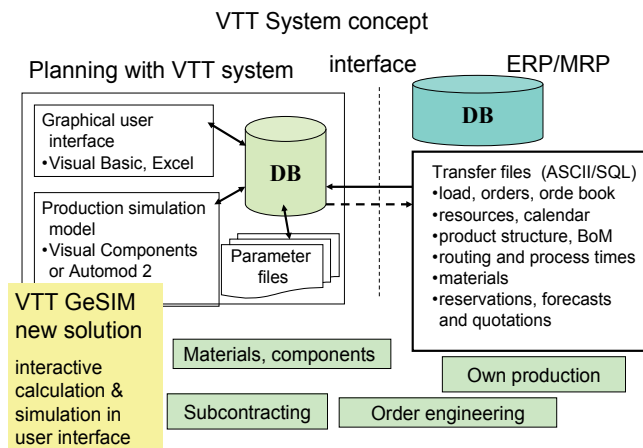 VTT System concept
Planning with VTT system
interface
ERP/MRP
Graphical user
interface
•Visual Basic, Excel
DB
DB
Production simulation
model
•Visual Components
or Automod 2
Parameter
files
Transfer files (ASCII/SQL)
•load, orders, orde book
•resources, calendar
•product structure, BoM
•routing and process times
•materials
•reservations, forecasts
and quotations
VTT GeSIM
new solution
interactive
calculation &
simulation in
user interface
Materials, components
Own production
Subcontracting
Order engineering